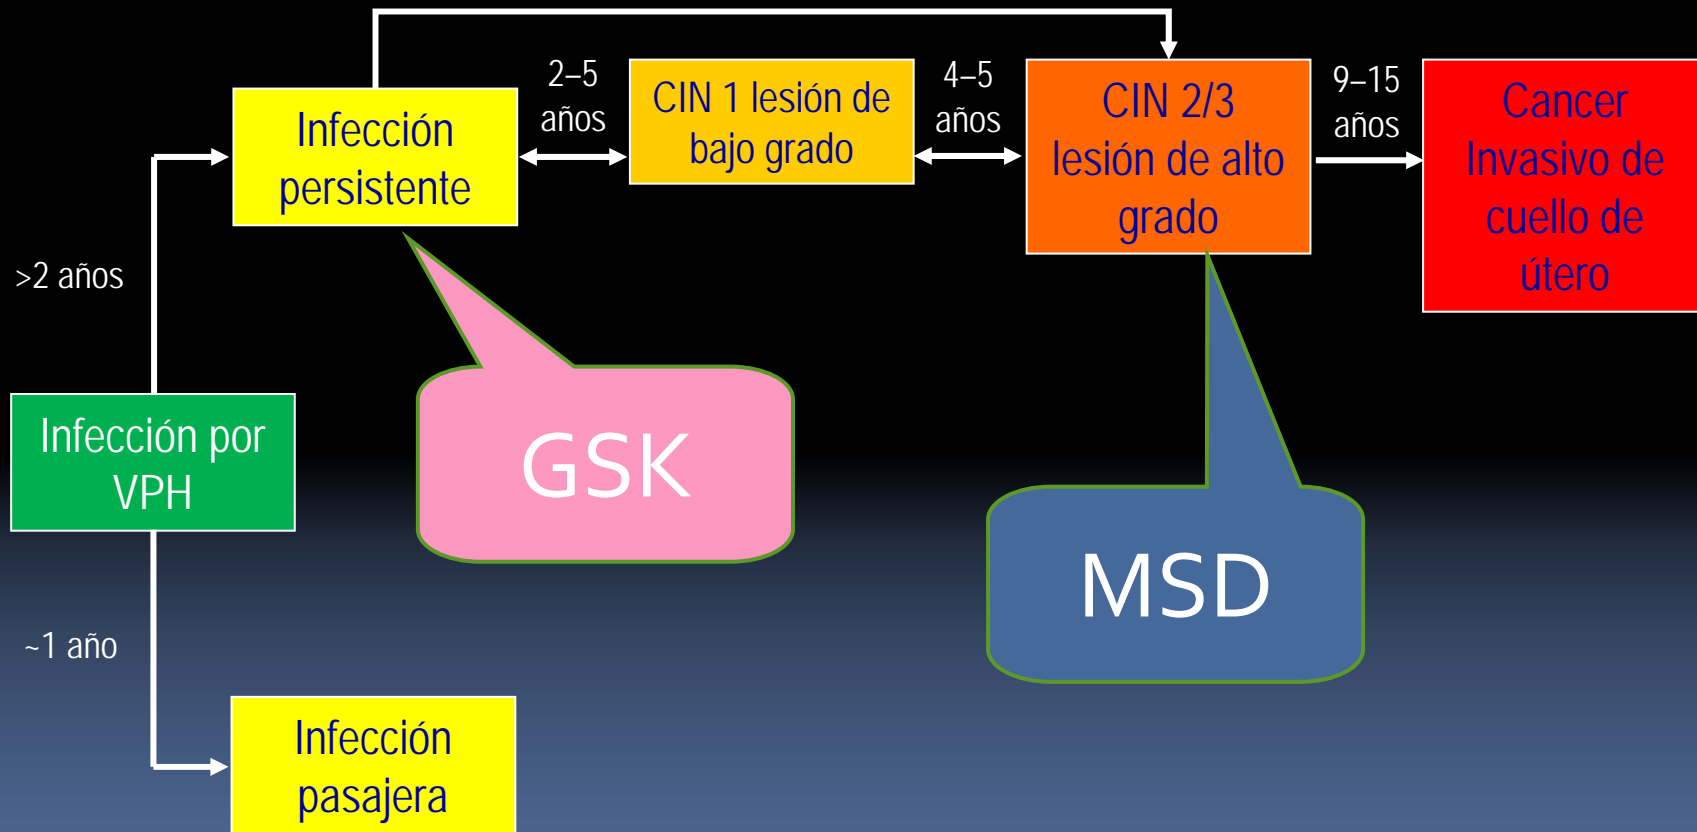 2–5
años
4–5
años
9–15
años
Infección
persistente
CIN 1 lesión de
bajo grado
CIN 2/3
lesión de alto
grado
Cancer
Invasivo de
cuello de
útero
>2 años
Infección por
VPH
GSK
MSD
~1 año
Infección
pasajera